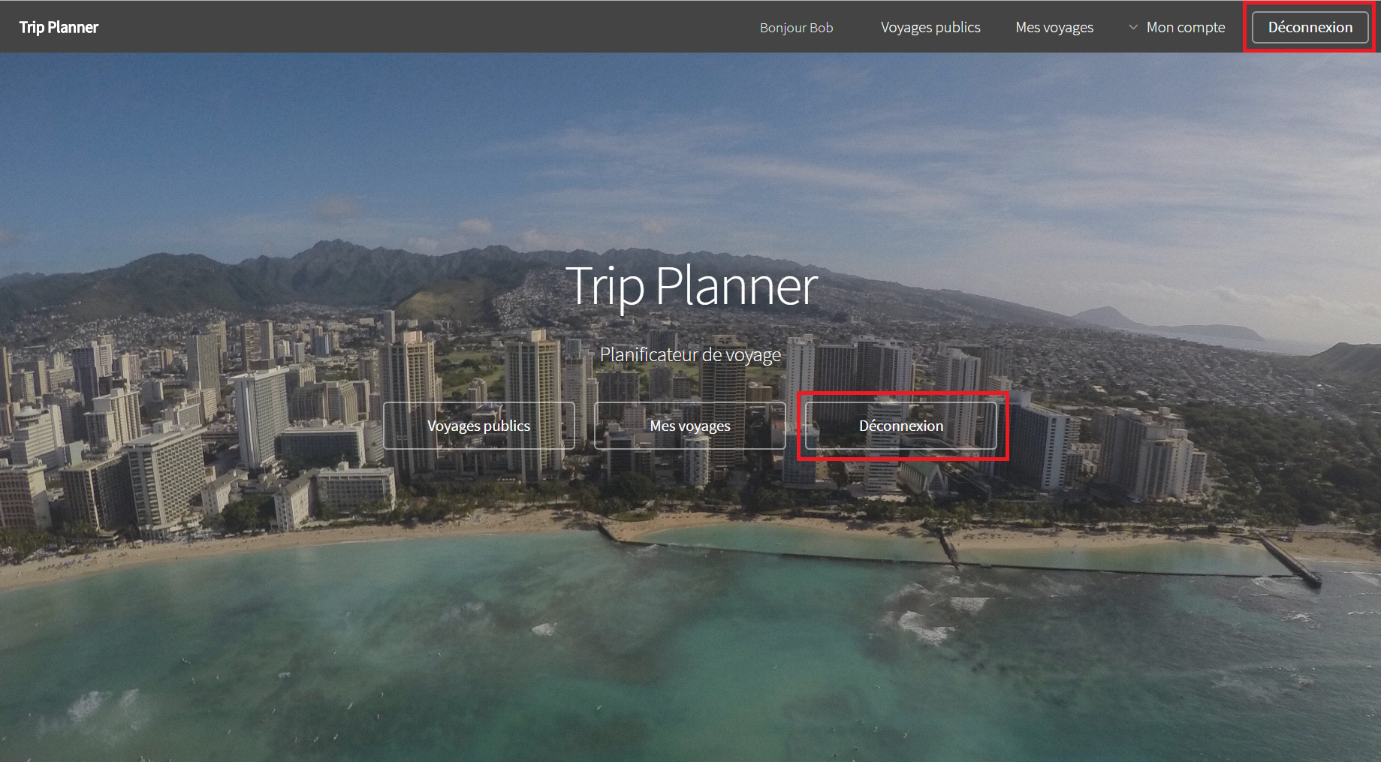 Trip Planner Bonjour Bob Voyages publics Mes voyages Mon compte Déconnexion
Trip Planner
Planificateur de voyage
Voyages publics Mes voyages Déconnexion